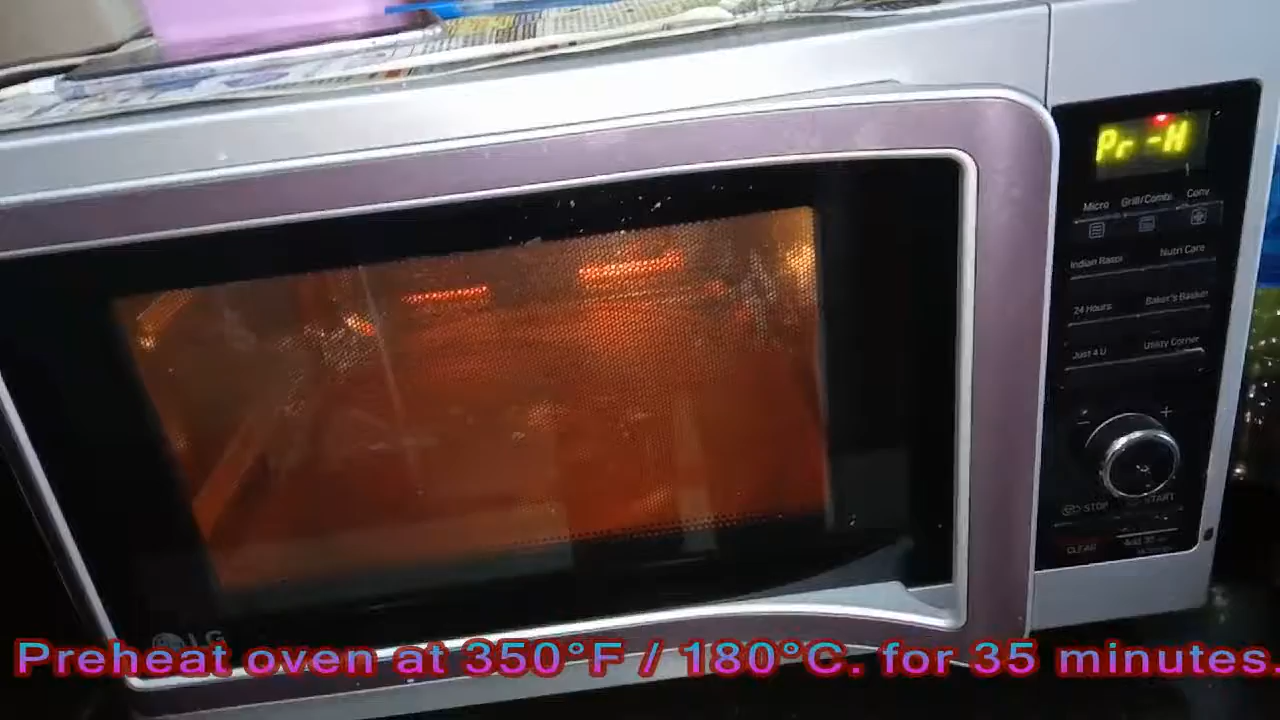 Pr-H
Micro Grill/Combi Conv
Indian Rasoi Nutri Care
24 Hours Baker's Basket
Just 4 U Utility Corner
- +
STOP START
CLEAR
LG
Preheat oven at 350°F / 180°C. for 35 minutes.